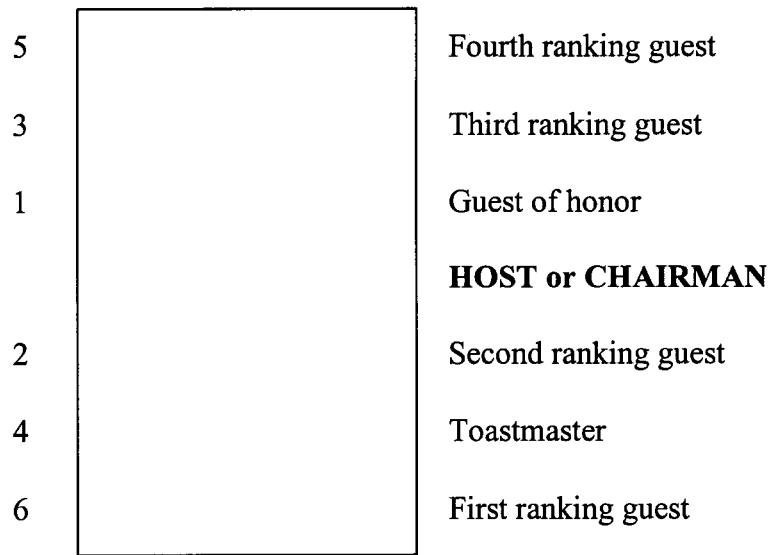 5 Fourth ranking guest
3 Third ranking guest
1 Guest of honor
HOST or CHAIRMAN
2 Second ranking guest
4 Toastmaster
6 First ranking guest